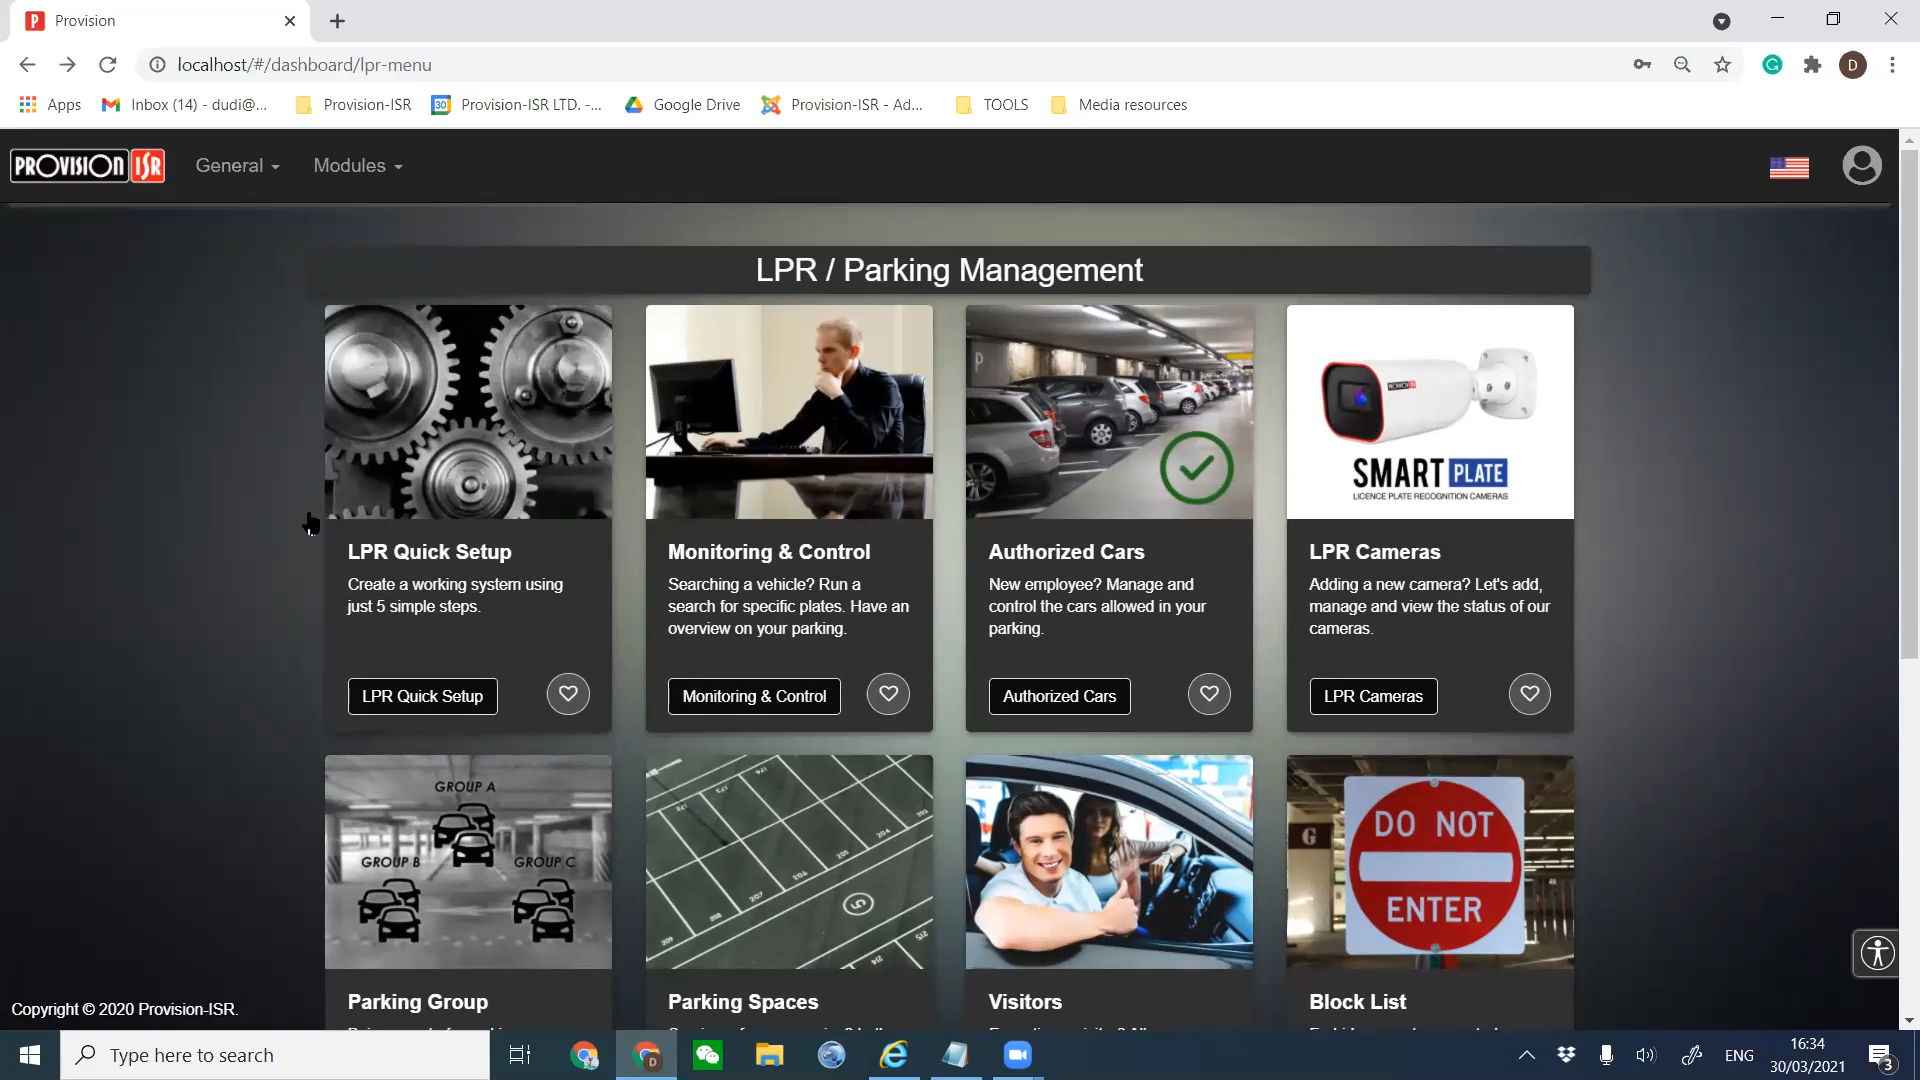 Provision
localhost/#/dashboard/lpr-menu
D
Apps
Inbox (14) - dudi@...
Provision-ISR
Provision-ISR LTD. -...
Google Drive
Provision-ISR - Ad...
TOOLS
Media resources
PROVISION ISR
General
Modules
LPR / Parking Management
SMART PLATE
LICENCE PLATE RECOGNITION CAMERAS
LPR Quick Setup
Create a working system using
just 5 simple steps.
LPR Quick Setup
Monitoring & Control
Searching a vehicle? Run a
search for specific plates. Have an
overview on your parking.
Monitoring & Control
Authorized Cars
New employee? Manage and
control the cars allowed in your
parking.
Authorized Cars
LPR Cameras
Adding a new camera? Let's add,
manage and view the status of our
cameras.
LPR Cameras
GROUP A
GROUP B
GROUP C
DO NOT
ENTER
G
Parking Group
Parking Spaces
Visitors
Block List
Copyright © 2020 Provision-ISR.
Type here to search
ENG
16:34
30/03/2021
3